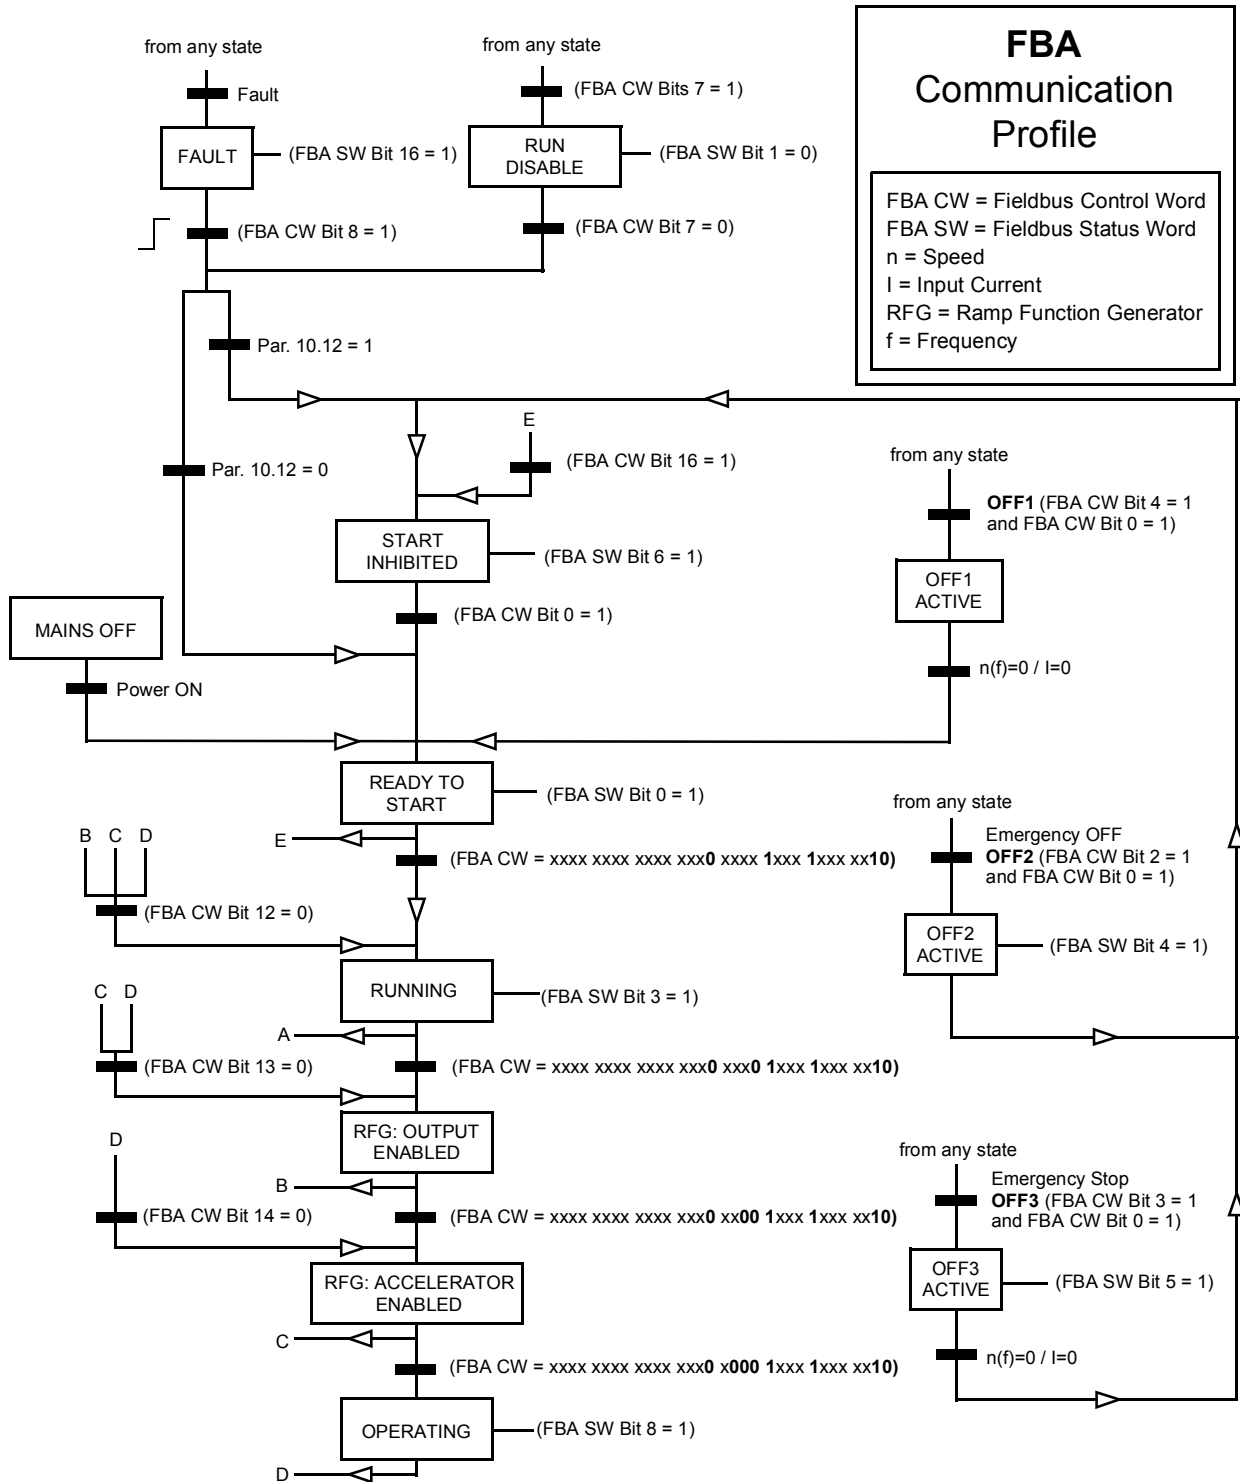 FBA
Communication
Profile
FBA CW = Fieldbus Control Word
FBA SW = Fieldbus Status Word
n = Speed
I = Input Current
RFG = Ramp Function Generator
f = Frequency
from any state
Fault
FAULT
(FBA SW Bit 16 = 1)
(FBA CW Bit 8 = 1)
from any state
(FBA CW Bits 7 = 1)
RUN
DISABLE
(FBA SW Bit 1 = 0)
(FBA CW Bit 7 = 0)
Par. 10.12 = 1
Par. 10.12 = 0
E
(FBA CW Bit 16 = 1)
START
INHIBITED
(FBA SW Bit 6 = 1)
(FBA CW Bit 0 = 1)
MAINS OFF
Power ON
from any state
OFF1 (FBA CW Bit 4 = 1
and FBA CW Bit 0 = 1)
OFF1
ACTIVE
n(f)=0 / I=0
READY TO
START
(FBA SW Bit 0 = 1)
E
(FBA CW = xxxx xxxx xxxx xxx0 xxxx 1xxx 1xxx xx10)
B C D
(FBA CW Bit 12 = 0)
RUNNING
(FBA SW Bit 3 = 1)
A
(FBA CW = xxxx xxxx xxxx xxx0 xxx0 1xxx 1xxx xx10)
C D
(FBA CW Bit 13 = 0)
RFG: OUTPUT
ENABLED
B
(FBA CW = xxxx xxxx xxxx xxx0 xx00 1xxx 1xxx xx10)
D
(FBA CW Bit 14 = 0)
RFG: ACCELERATOR
ENABLED
C
(FBA CW = xxxx xxxx xxxx xxx0 x000 1xxx 1xxx xx10)
OPERATING
(FBA SW Bit 8 = 1)
D
from any state
Emergency OFF
OFF2 (FBA CW Bit 2 = 1
and FBA CW Bit 0 = 1)
OFF2
ACTIVE
(FBA SW Bit 4 = 1)
from any state
Emergency Stop
OFF3 (FBA CW Bit 3 = 1
and FBA CW Bit 0 = 1)
OFF3
ACTIVE
(FBA SW Bit 5 = 1)
n(f)=0 / I=0